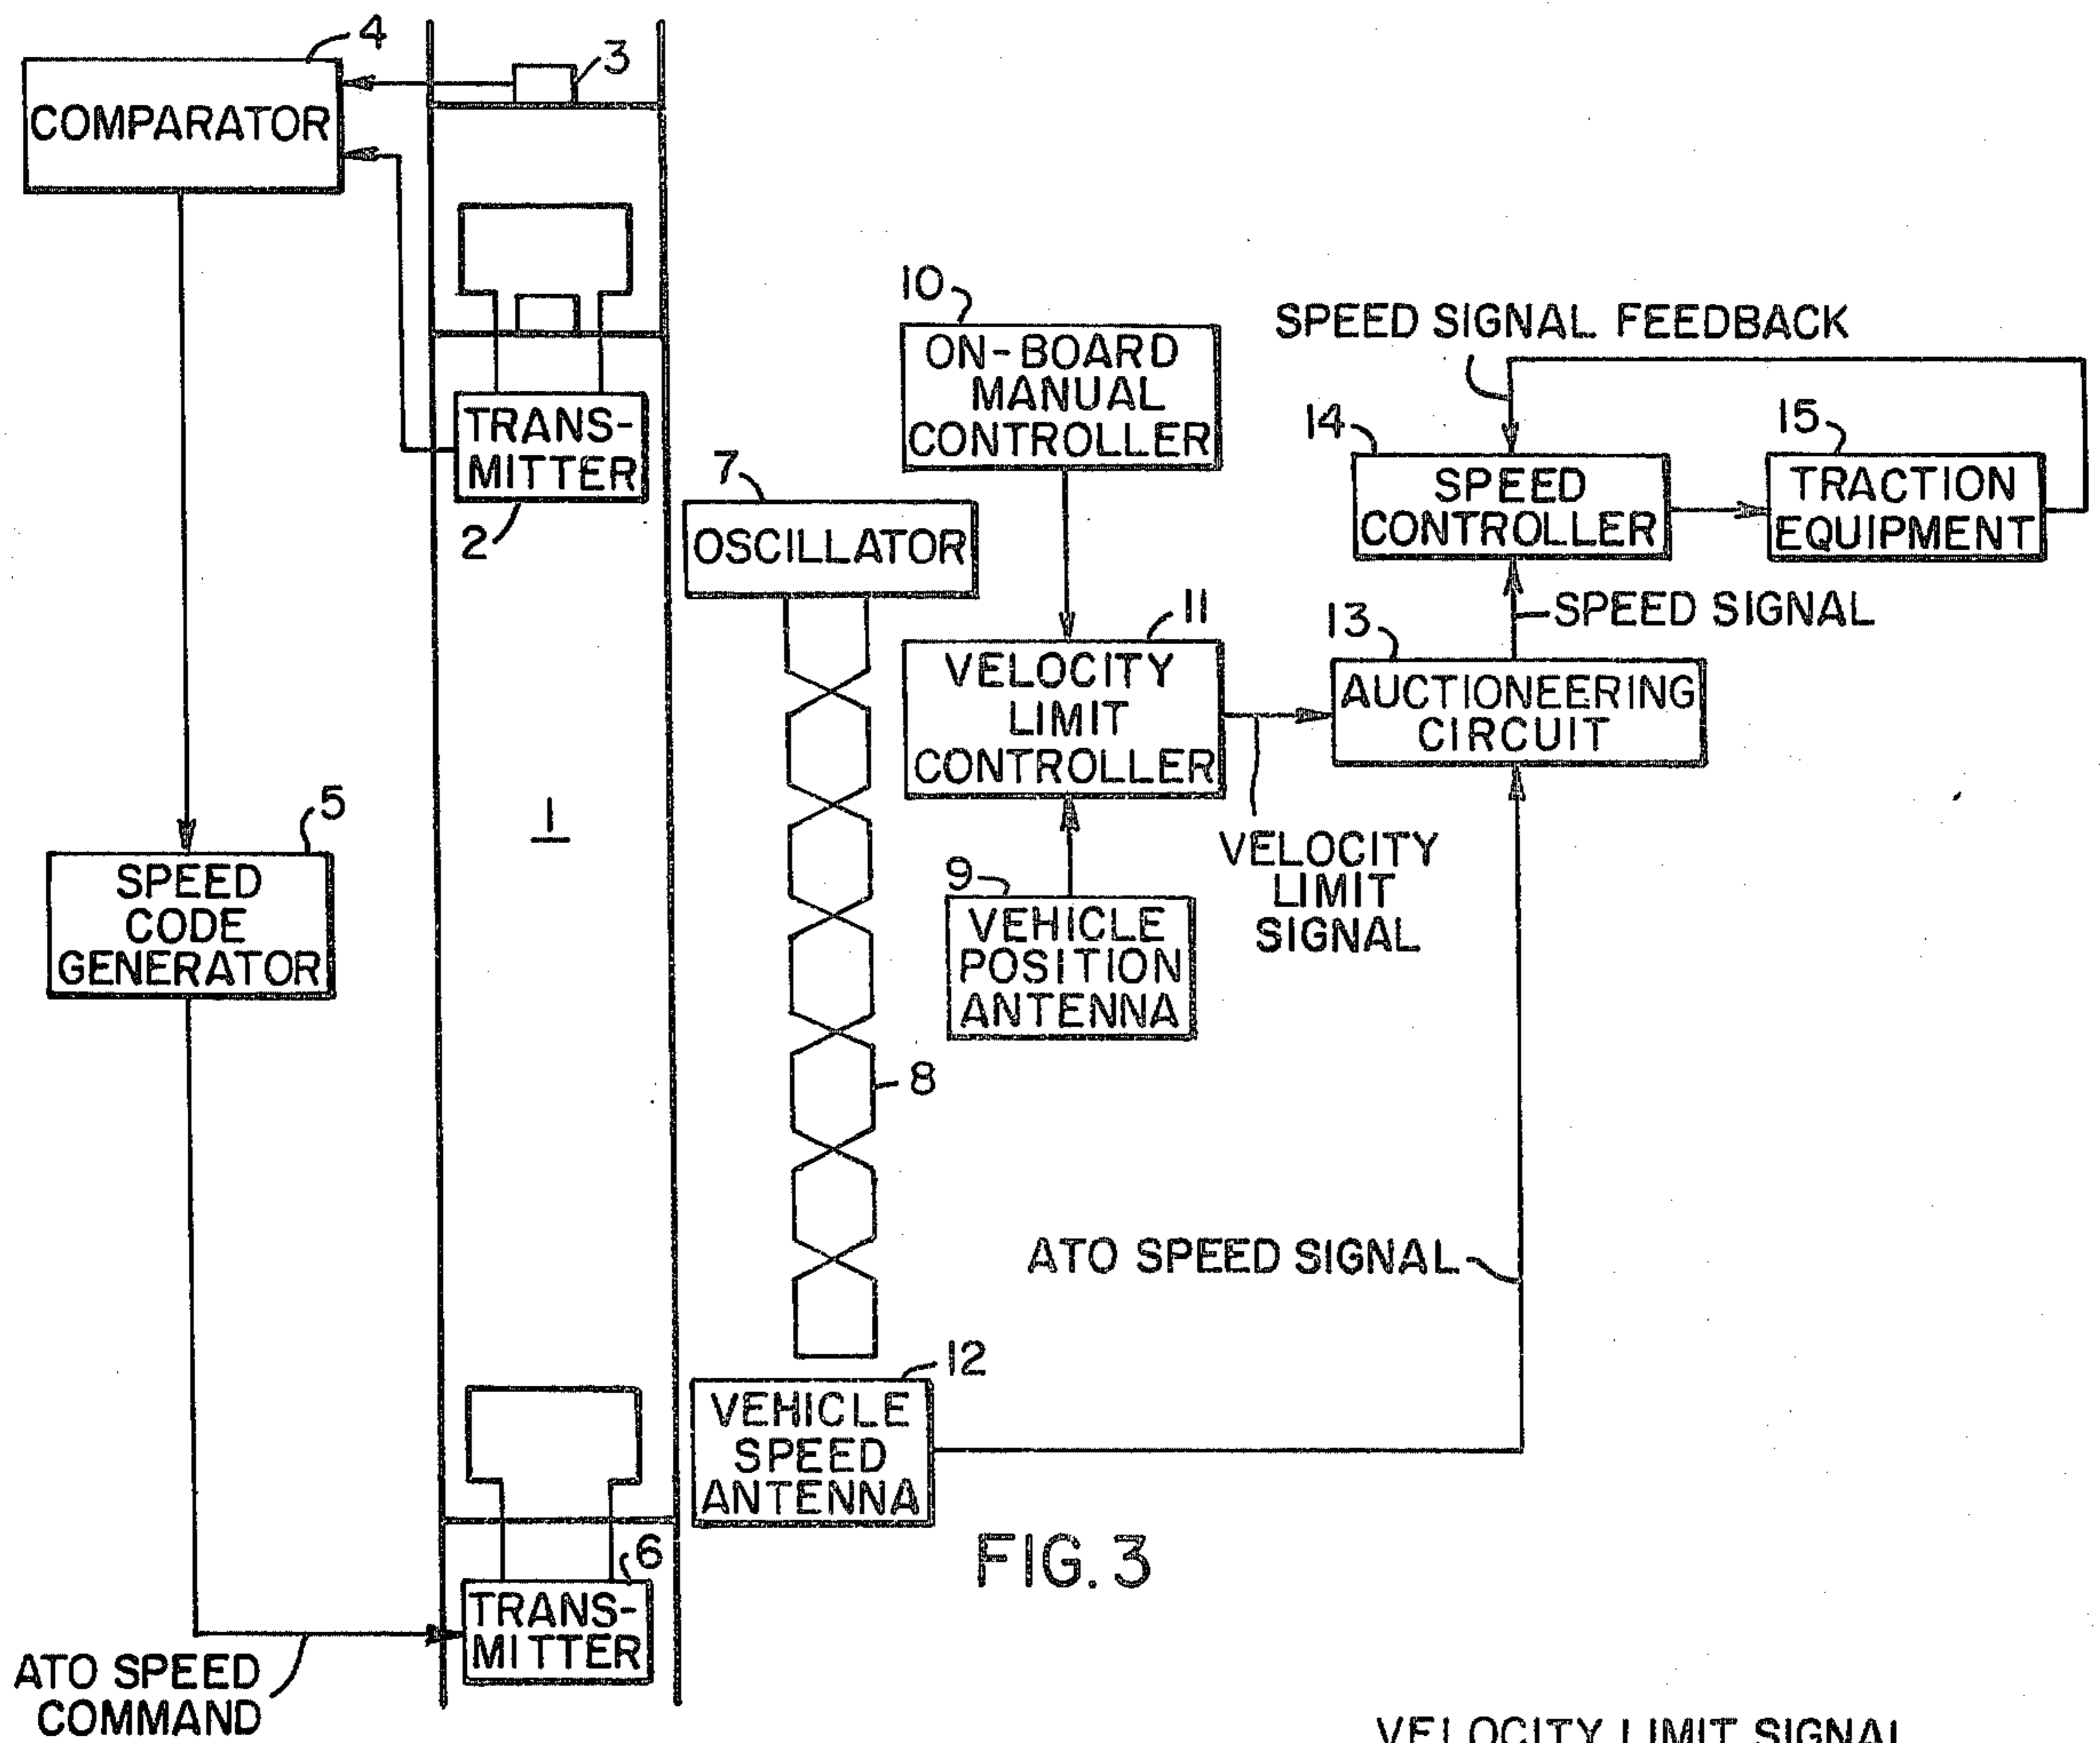 4
3
COMPARATOR
10
ON-BOARD
MANUAL
CONTROLLER
SPEED SIGNAL FEEDBACK
14
SPEED
CONTROLLER
15
TRACTION
EQUIPMENT
TRANS-
MITTER
2
7
OSCILLATOR
11
VELOCITY
LIMIT
CONTROLLER
SPEED SIGNAL
13
AUCTIONEERING
CIRCUIT
1
5
SPEED
CODE
GENERATOR
VELOCITY
LIMIT
SIGNAL
9
VEHICLE
POSITION
ANTENNA
8
ATO SPEED SIGNAL
12
VEHICLE
SPEED
ANTENNA
FIG. 3
6
TRANS-
MITTER
ATO SPEED
COMMAND
VELOCITY LIMIT SIGNAL